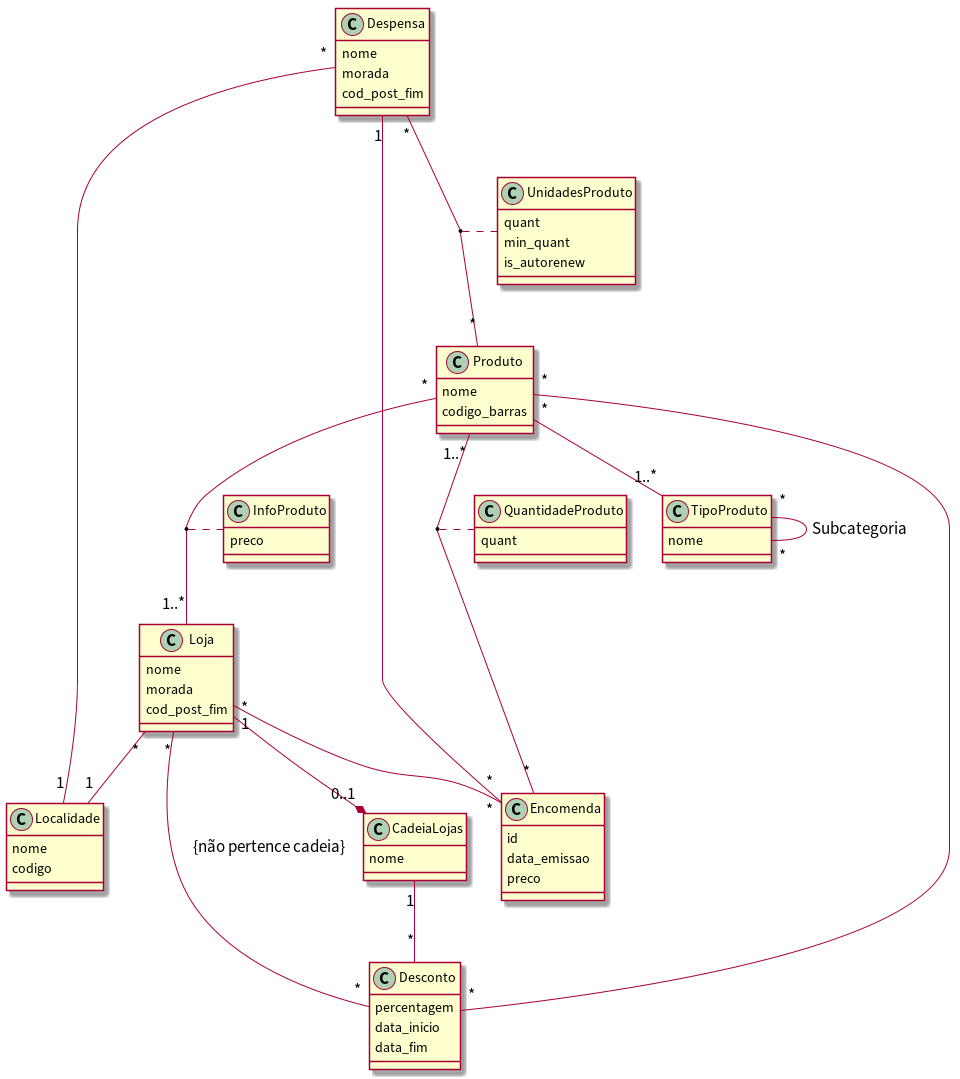 C Despensa
*
nome
morada
cod_post_fim
1
*
C UnidadesProduto
quant
min_quant
is_autorenew
*
C Produto
*
*
nome
*
codigo_barras
1..*
1..*
*
C InfoProduto
C QuantidadeProduto
C TipoProduto
Subcategoria
preco
quant
nome
*
1..*
C Loja
nome
morada
cod_post_fim
*
1
*
*
1
1
*
0..1
*
*
C Localidade
C CadeiaLojas
C Encomenda
nome
codigo
{não pertence cadeia}
nome
id
data_emissao
preco
1
*
C Desconto
*
*
percentagem
data_inicio
data_fim